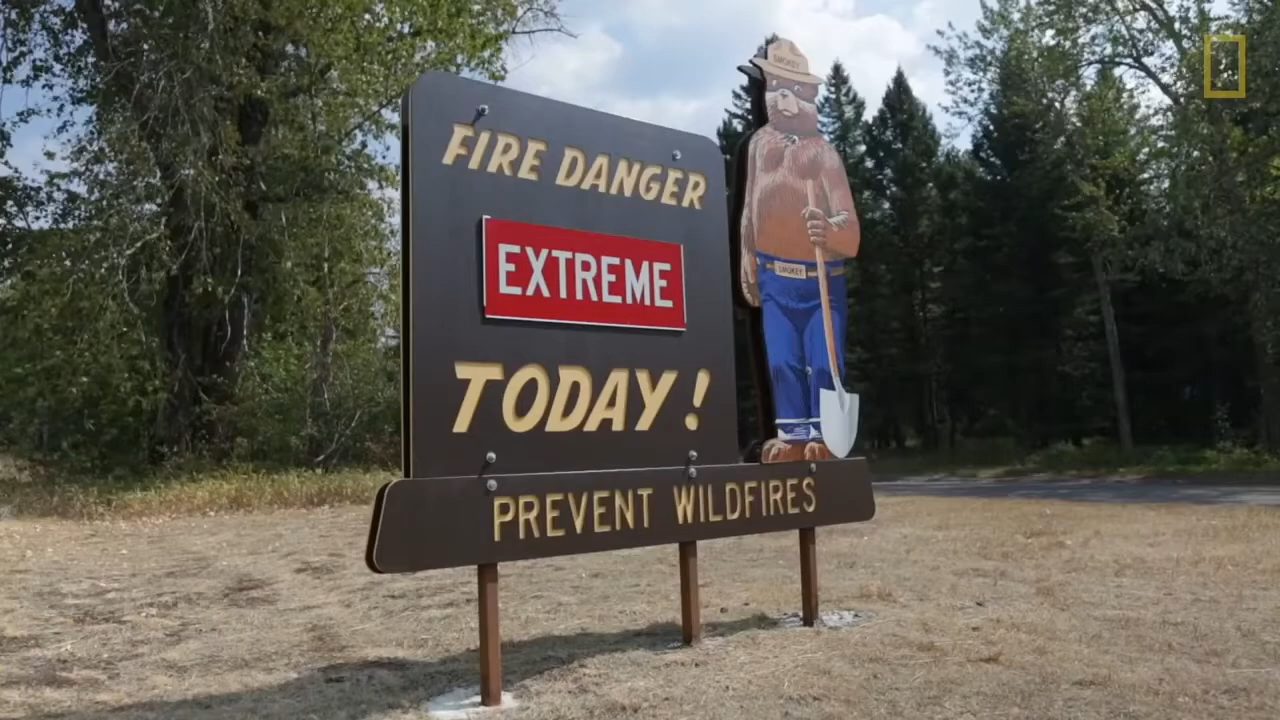 SMOKEY
FIRE DANGER
EXTREME
SMOKEY
TODAY!
PREVENT WILDFIRES